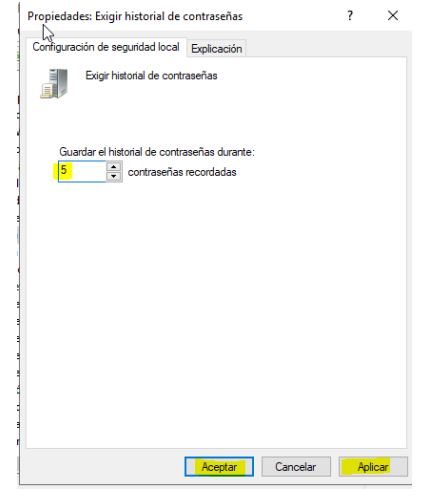 Propiedades: Exigir historial de contraseñas ? ×
Configuración de seguridad local Explicación
Exigir historial de contraseñas
Guardar el historial de contraseñas durante:
5 contraseñas recordadas
Aceptar Cancelar Aplicar